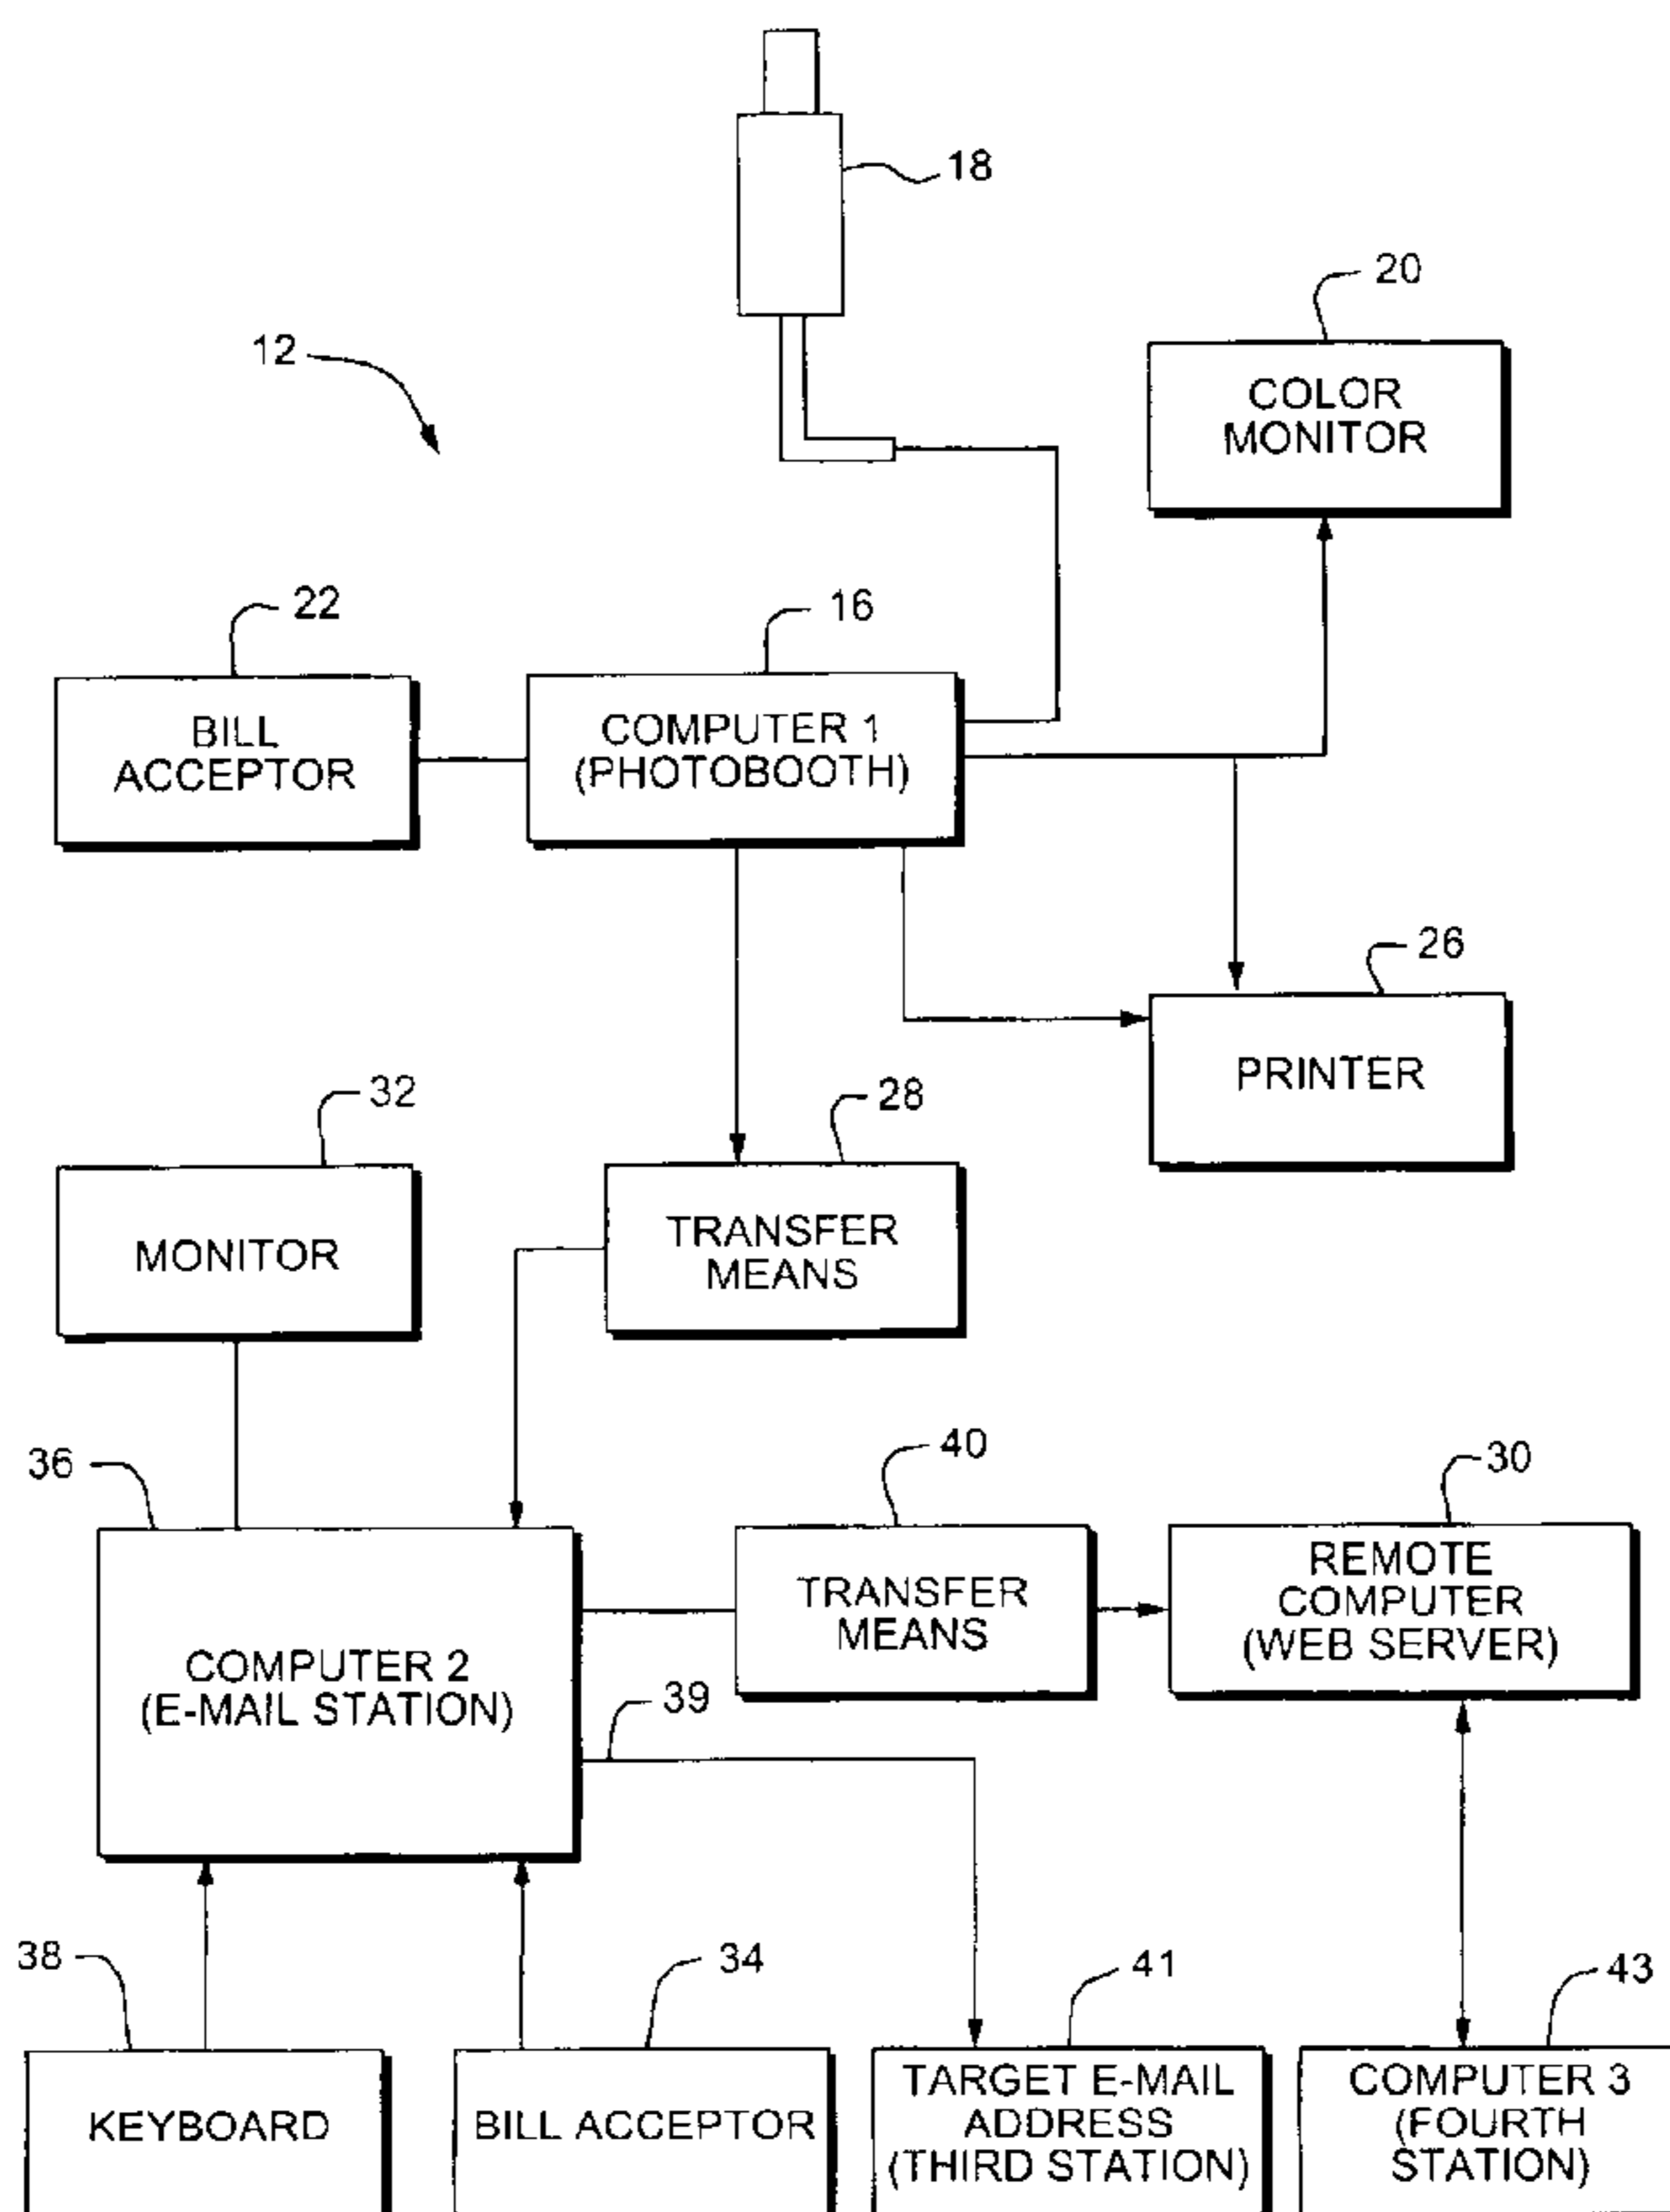 18
20
12
COLOR
MONITOR
22
16
BILL
ACCEPTOR
COMPUTER 1
(PHOTOBOOTH)
26
PRINTER
32
28
MONITOR
TRANSFER
MEANS
36
40
30
COMPUTER 2
(E-MAIL STATION)
TRANSFER
MEANS
REMOTE
COMPUTER
(WEB SERVER)
39
38
34
41
43
KEYBOARD
BILL ACCEPTOR
TARGET E-MAIL
ADDRESS
(THIRD STATION)
COMPUTER 3
(FOURTH
STATION)